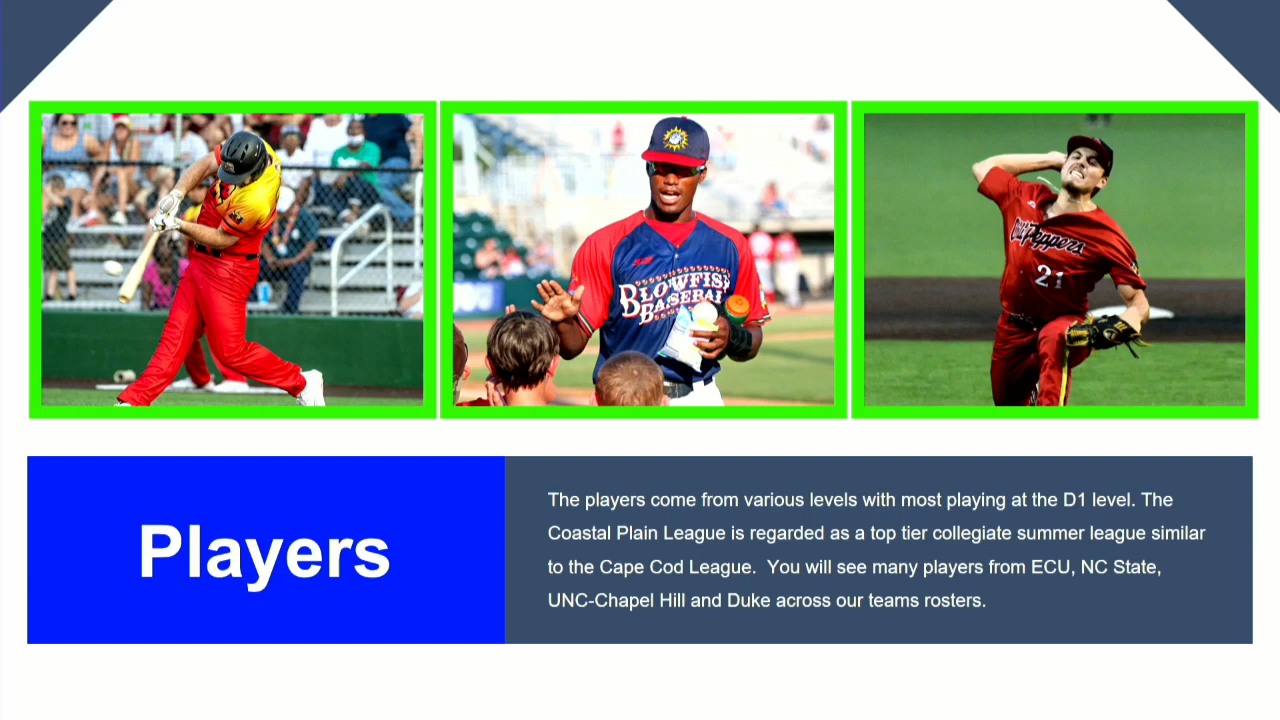 BLOWFISH
BASEBALL
Chili Peppers
21
Players
The players come from various levels with most playing at the D1 level. The
Coastal Plain League is regarded as a top tier collegiate summer league similar
to the Cape Cod League.  You will see many players from ECU, NC State,
UNC-Chapel Hill and Duke across our teams rosters.